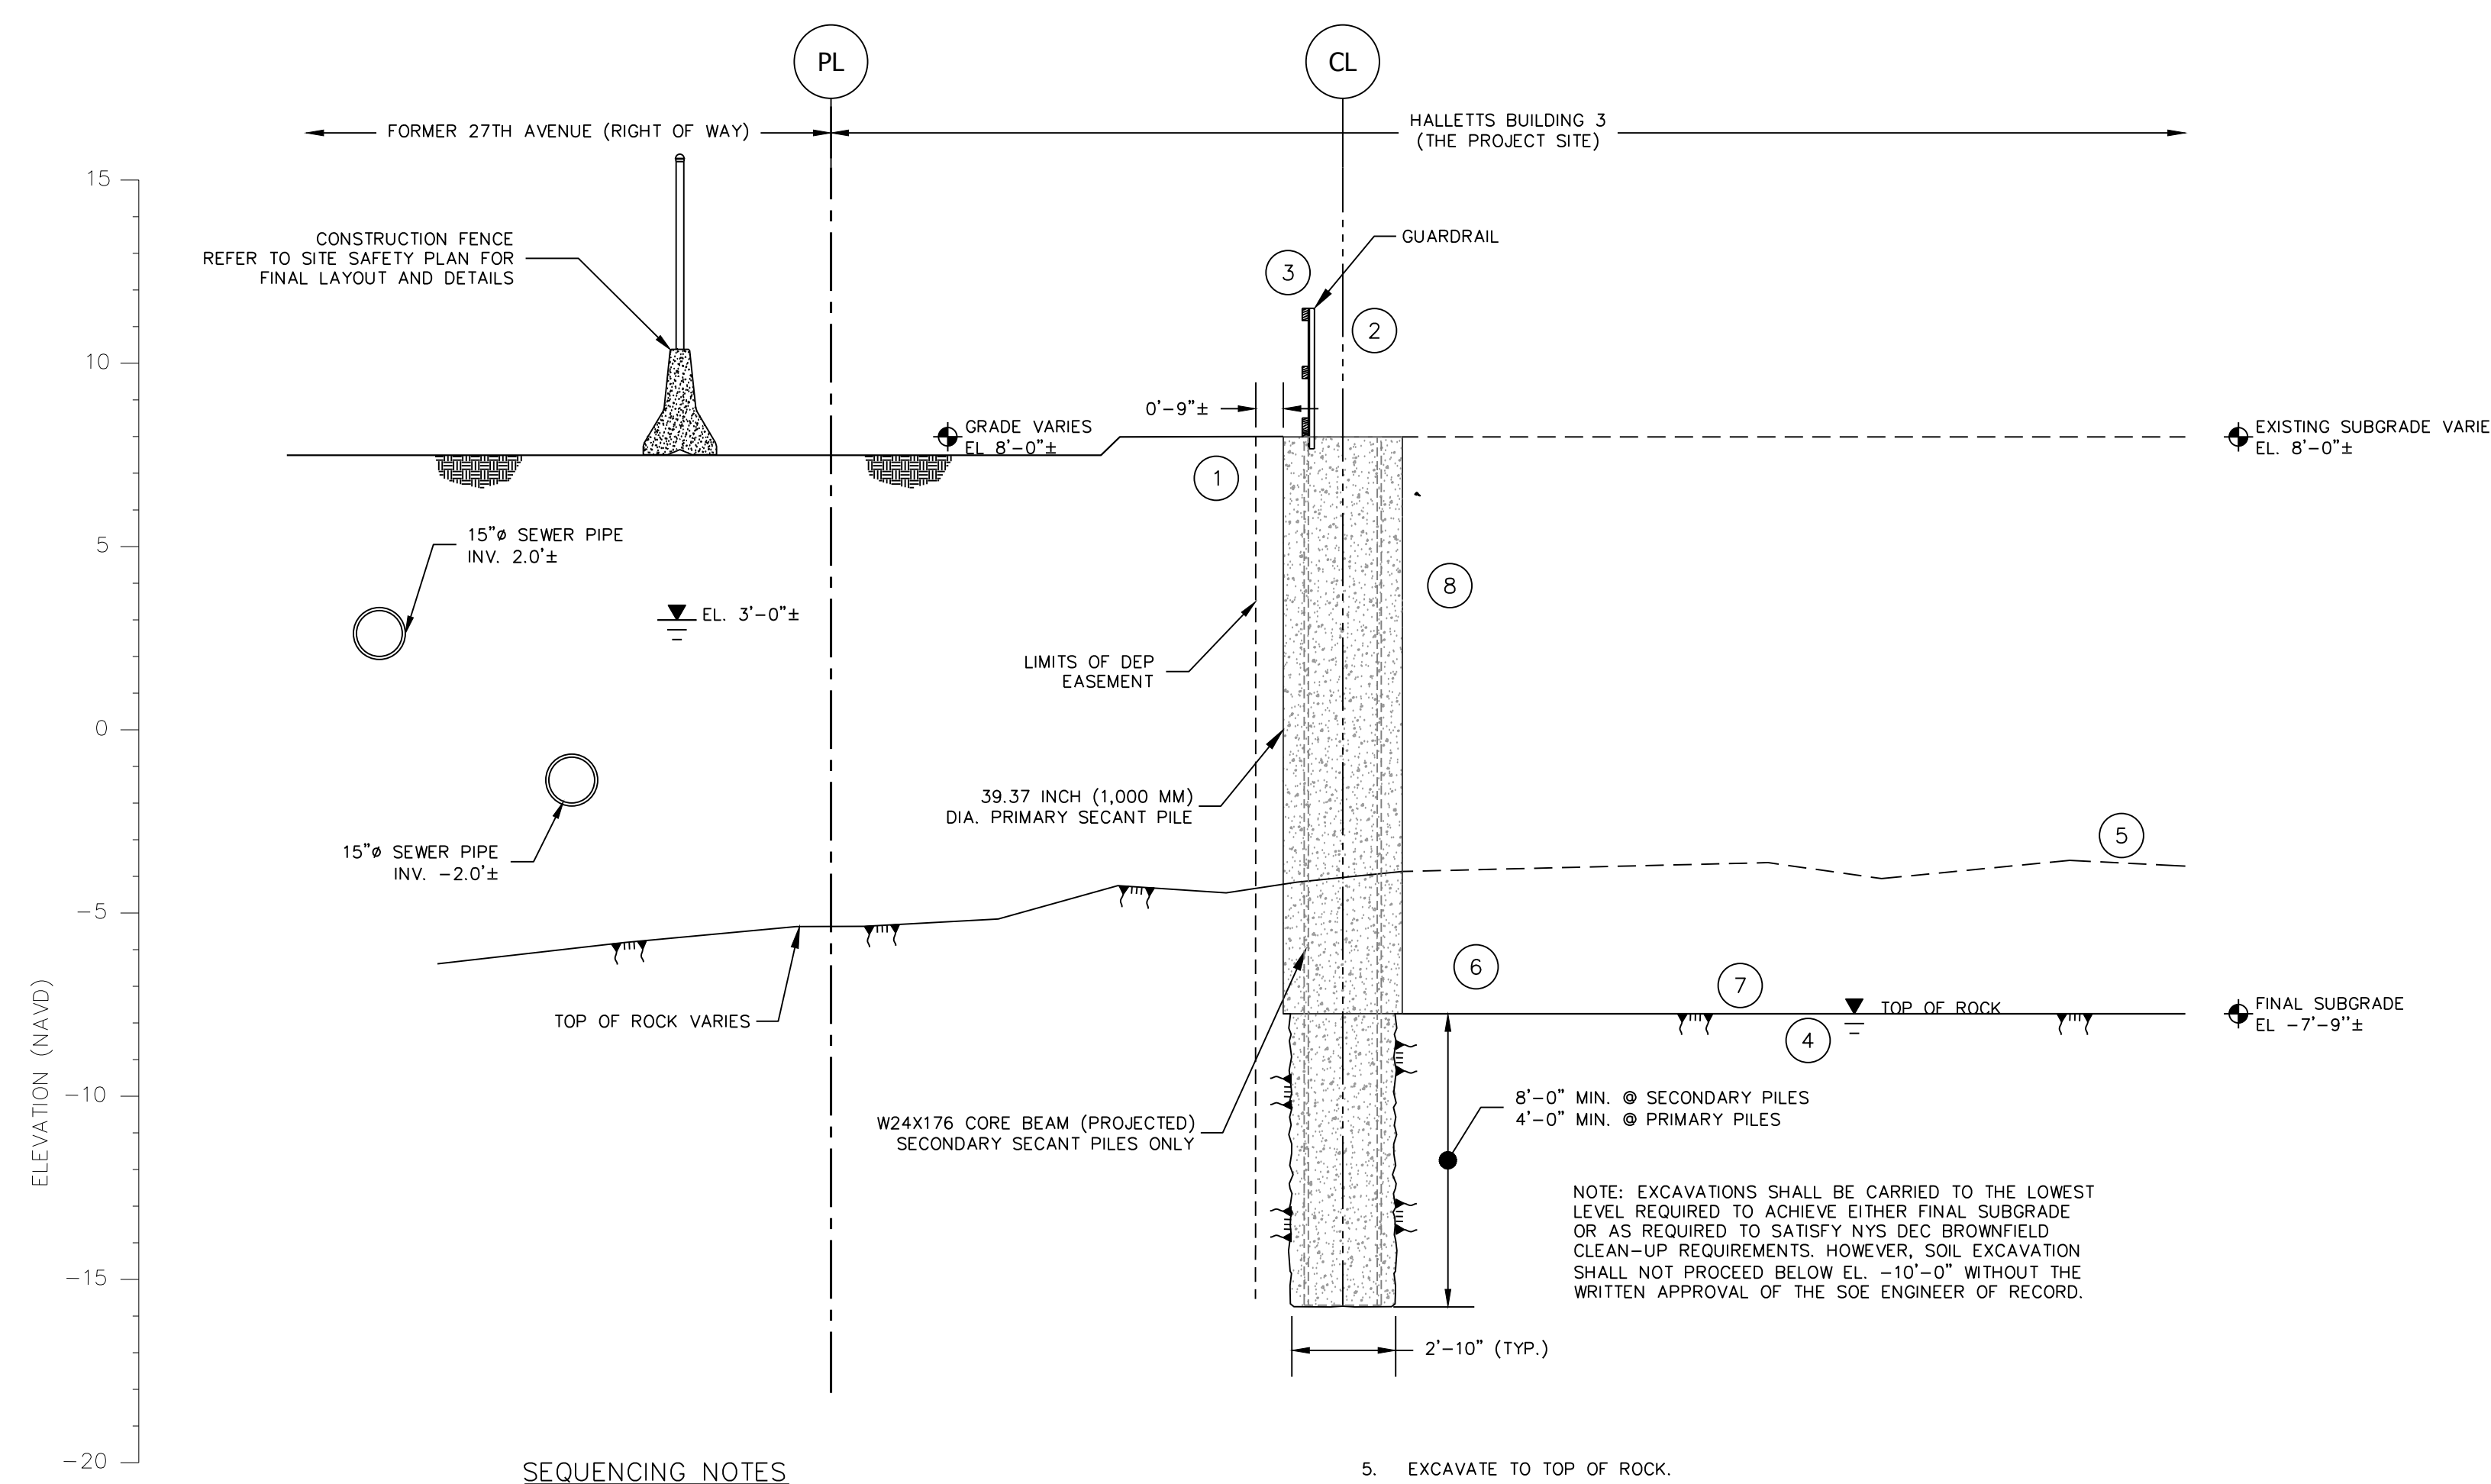 PL
CL
FORMER 27TH AVENUE (RIGHT OF WAY)
HALLETTS BUILDING 3
(THE PROJECT SITE)
15
CONSTRUCTION FENCE
REFER TO SITE SAFETY PLAN FOR
FINAL LAYOUT AND DETAILS
GUARDRAIL
3
2
10
0'-9"±
GRADE VARIES
EL 8'-0"±
EXISTING SUBGRADE VARIE
EL. 8'-0"±
1
15"ø SEWER PIPE
INV. 2.0'±
5
8
EL. 3'-0"±
LIMITS OF DEP
EASEMENT
0
39.37 INCH (1,000 MM)
DIA. PRIMARY SECANT PILE
5
15"ø SEWER PIPE
INV. -2.0'±
-5
6
7
TOP OF ROCK VARIES
TOP OF ROCK
FINAL SUBGRADE
EL -7'-9"±
4
ELEVATION (NAVD)
-10
8'-0" MIN. @ SECONDARY PILES
4'-0" MIN. @ PRIMARY PILES
W24X176 CORE BEAM (PROJECTED)
SECONDARY SECANT PILES ONLY
NOTE: EXCAVATIONS SHALL BE CARRIED TO THE LOWEST
LEVEL REQUIRED TO ACHIEVE EITHER FINAL SUBGRADE
OR AS REQUIRED TO SATISFY NYS DEC BROWNFIELD
CLEAN-UP REQUIREMENTS. HOWEVER, SOIL EXCAVATION
SHALL NOT PROCEED BELOW EL. -10'-0" WITHOUT THE
WRITTEN APPROVAL OF THE SOE ENGINEER OF RECORD.
-15
2'-10" (TYP.)
-20
SEQUENCING NOTES
5. EXCAVATE TO TOP OF ROCK.